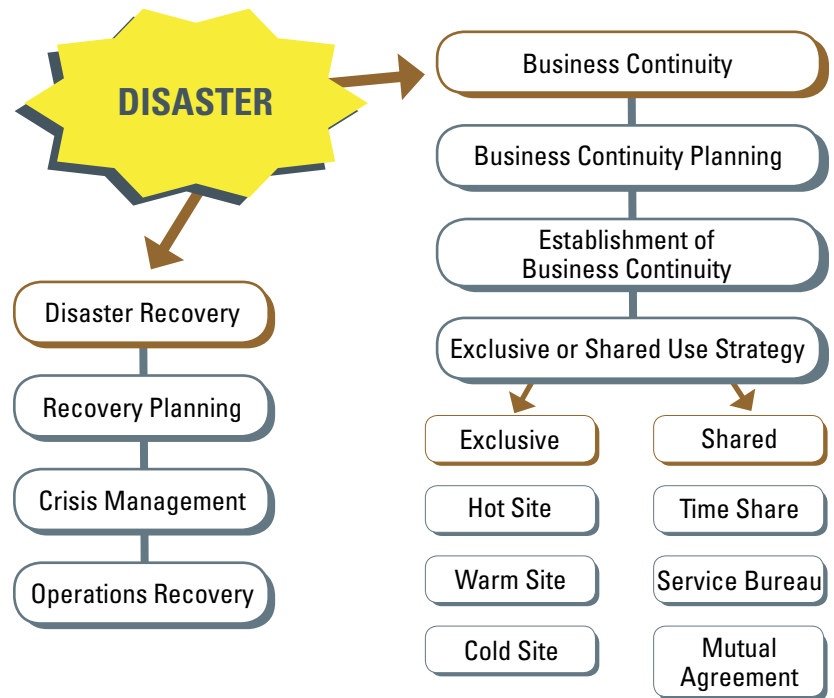 DISASTER
Business Continuity
Business Continuity Planning
Establishment of
Business Continuity
Exclusive or Shared Use Strategy
Disaster Recovery
Recovery Planning
Crisis Management
Operations Recovery
Exclusive
Hot Site
Warm Site
Cold Site
Shared
Time Share
Service Bureau
Mutual
Agreement